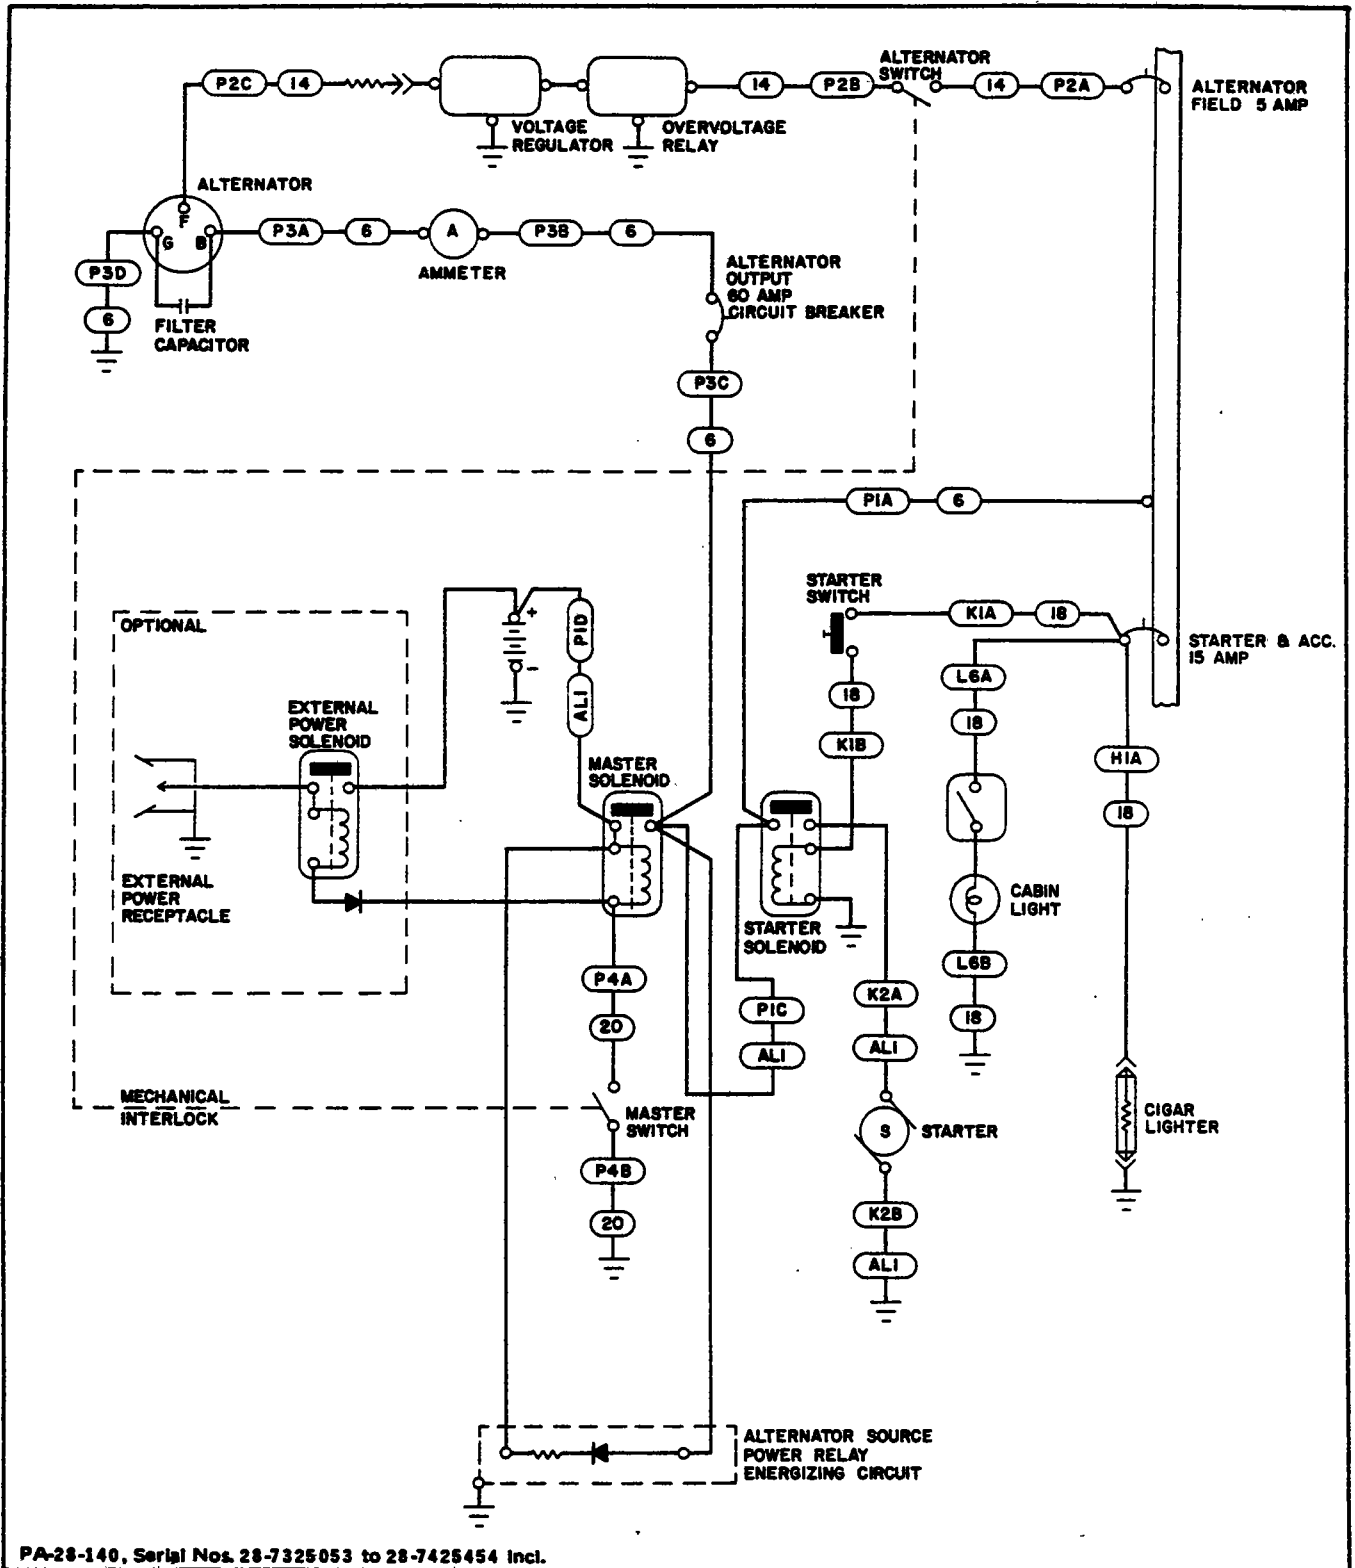 P2C 14
14 P2B
ALTERNATOR
SWITCH
14 P2A
ALTERNATOR
FIELD 5 AMP
VOLTAGE
REGULATOR
OVERVOLTAGE
RELAY
ALTERNATOR
F
G B
P3A 6
A
P3B 6
AMMETER
P3D
6
FILTER
CAPACITOR
ALTERNATOR
OUTPUT
60 AMP
CIRCUIT BREAKER
P3C
6
P1A 6
STARTER
SWITCH
K1A 18
STARTER & ACC.
15 AMP
OPTIONAL
+
-
P1D
AL1
L6A
18
18
K1B
EXTERNAL
POWER
SOLENOID
MASTER
SOLENOID
H1A
18
EXTERNAL
POWER
RECEPTACLE
CABIN
LIGHT
STARTER
SOLENOID
L6B
18
P4A
20
P1C
AL1
K2A
AL1
MECHANICAL
INTERLOCK
MASTER
SWITCH
S
STARTER
CIGAR
LIGHTER
P4B
20
K2B
AL1
ALTERNATOR SOURCE
POWER RELAY
ENERGIZING CIRCUIT
PA-28-140, Serial Nos. 28-7325053 to 28-7425454 incl.